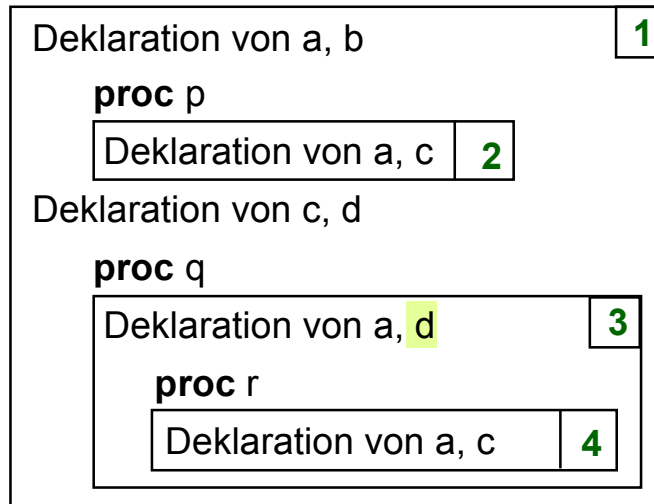 Deklaration von a, b 1
proc p
Deklaration von a, c 2
Deklaration von c, d
proc q
Deklaration von a, d 3
proc r
Deklaration von a, c 4